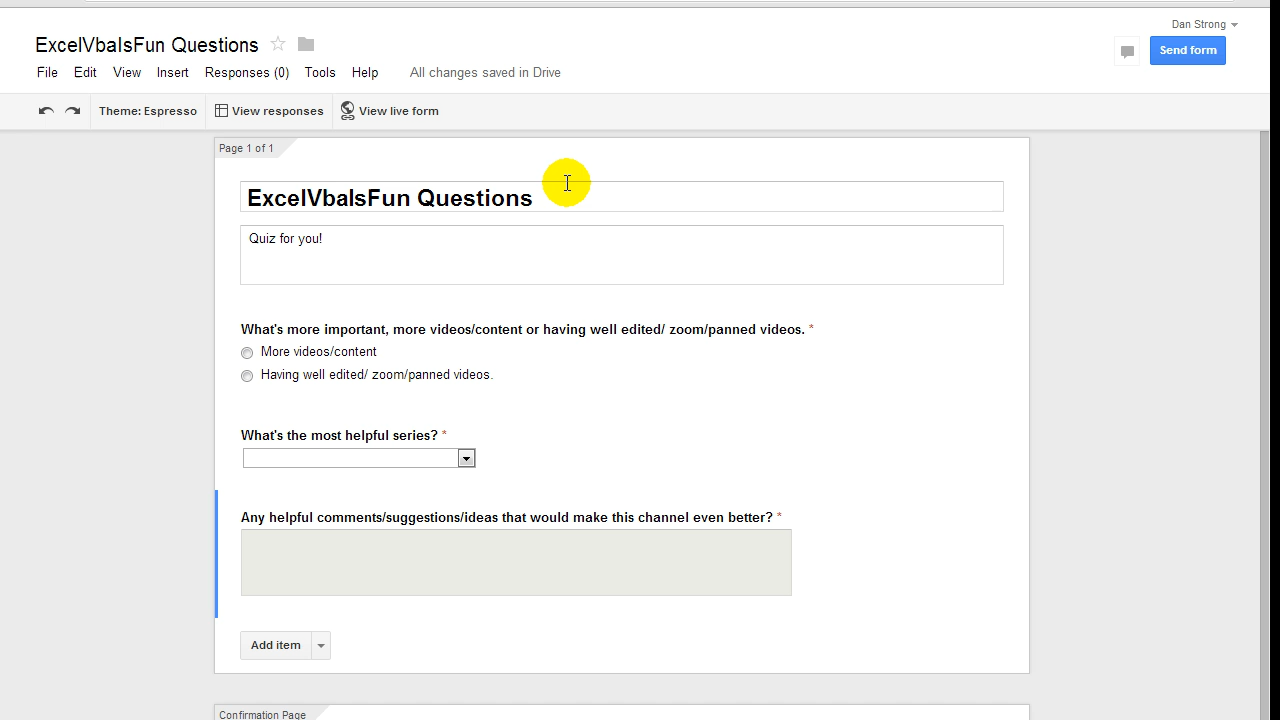 Dan Strong
ExcelVbaIsFun Questions
Send form
File Edit View Insert Responses (0) Tools Help All changes saved in Drive
Theme: Espresso View responses View live form
Page 1 of 1
ExcelVbaIsFun Questions
Quiz for you!
What's more important, more videos/content or having well edited/ zoom/panned videos. *
More videos/content
Having well edited/ zoom/panned videos.
What's the most helpful series? *
Any helpful comments/suggestions/ideas that would make this channel even better? *
Add item
Confirmation Page